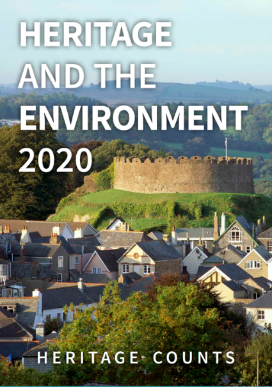 HERITAGE
AND THE
ENVIRONMENT
2020
HERITAGE COUNTS